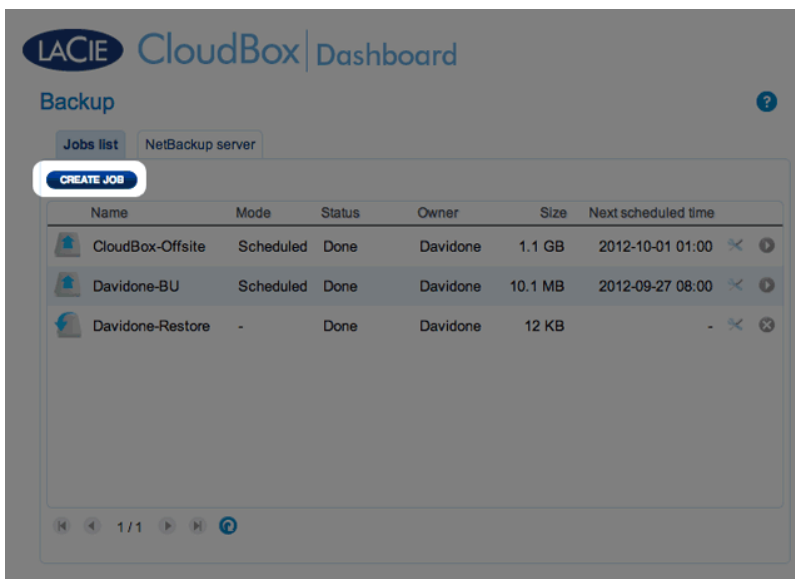 LACIE CloudBox Dashboard
Backup
?
Jobs list NetBackup server
CREATE JOB
Name Mode Status Owner Size Next scheduled time
CloudBox-Offsite Scheduled Done Davidone 1.1 GB 2012-10-01 01:00
Davidone-BU Scheduled Done Davidone 10.1 MB 2012-09-27 08:00
Davidone-Restore - Done Davidone 12 KB -
1/1